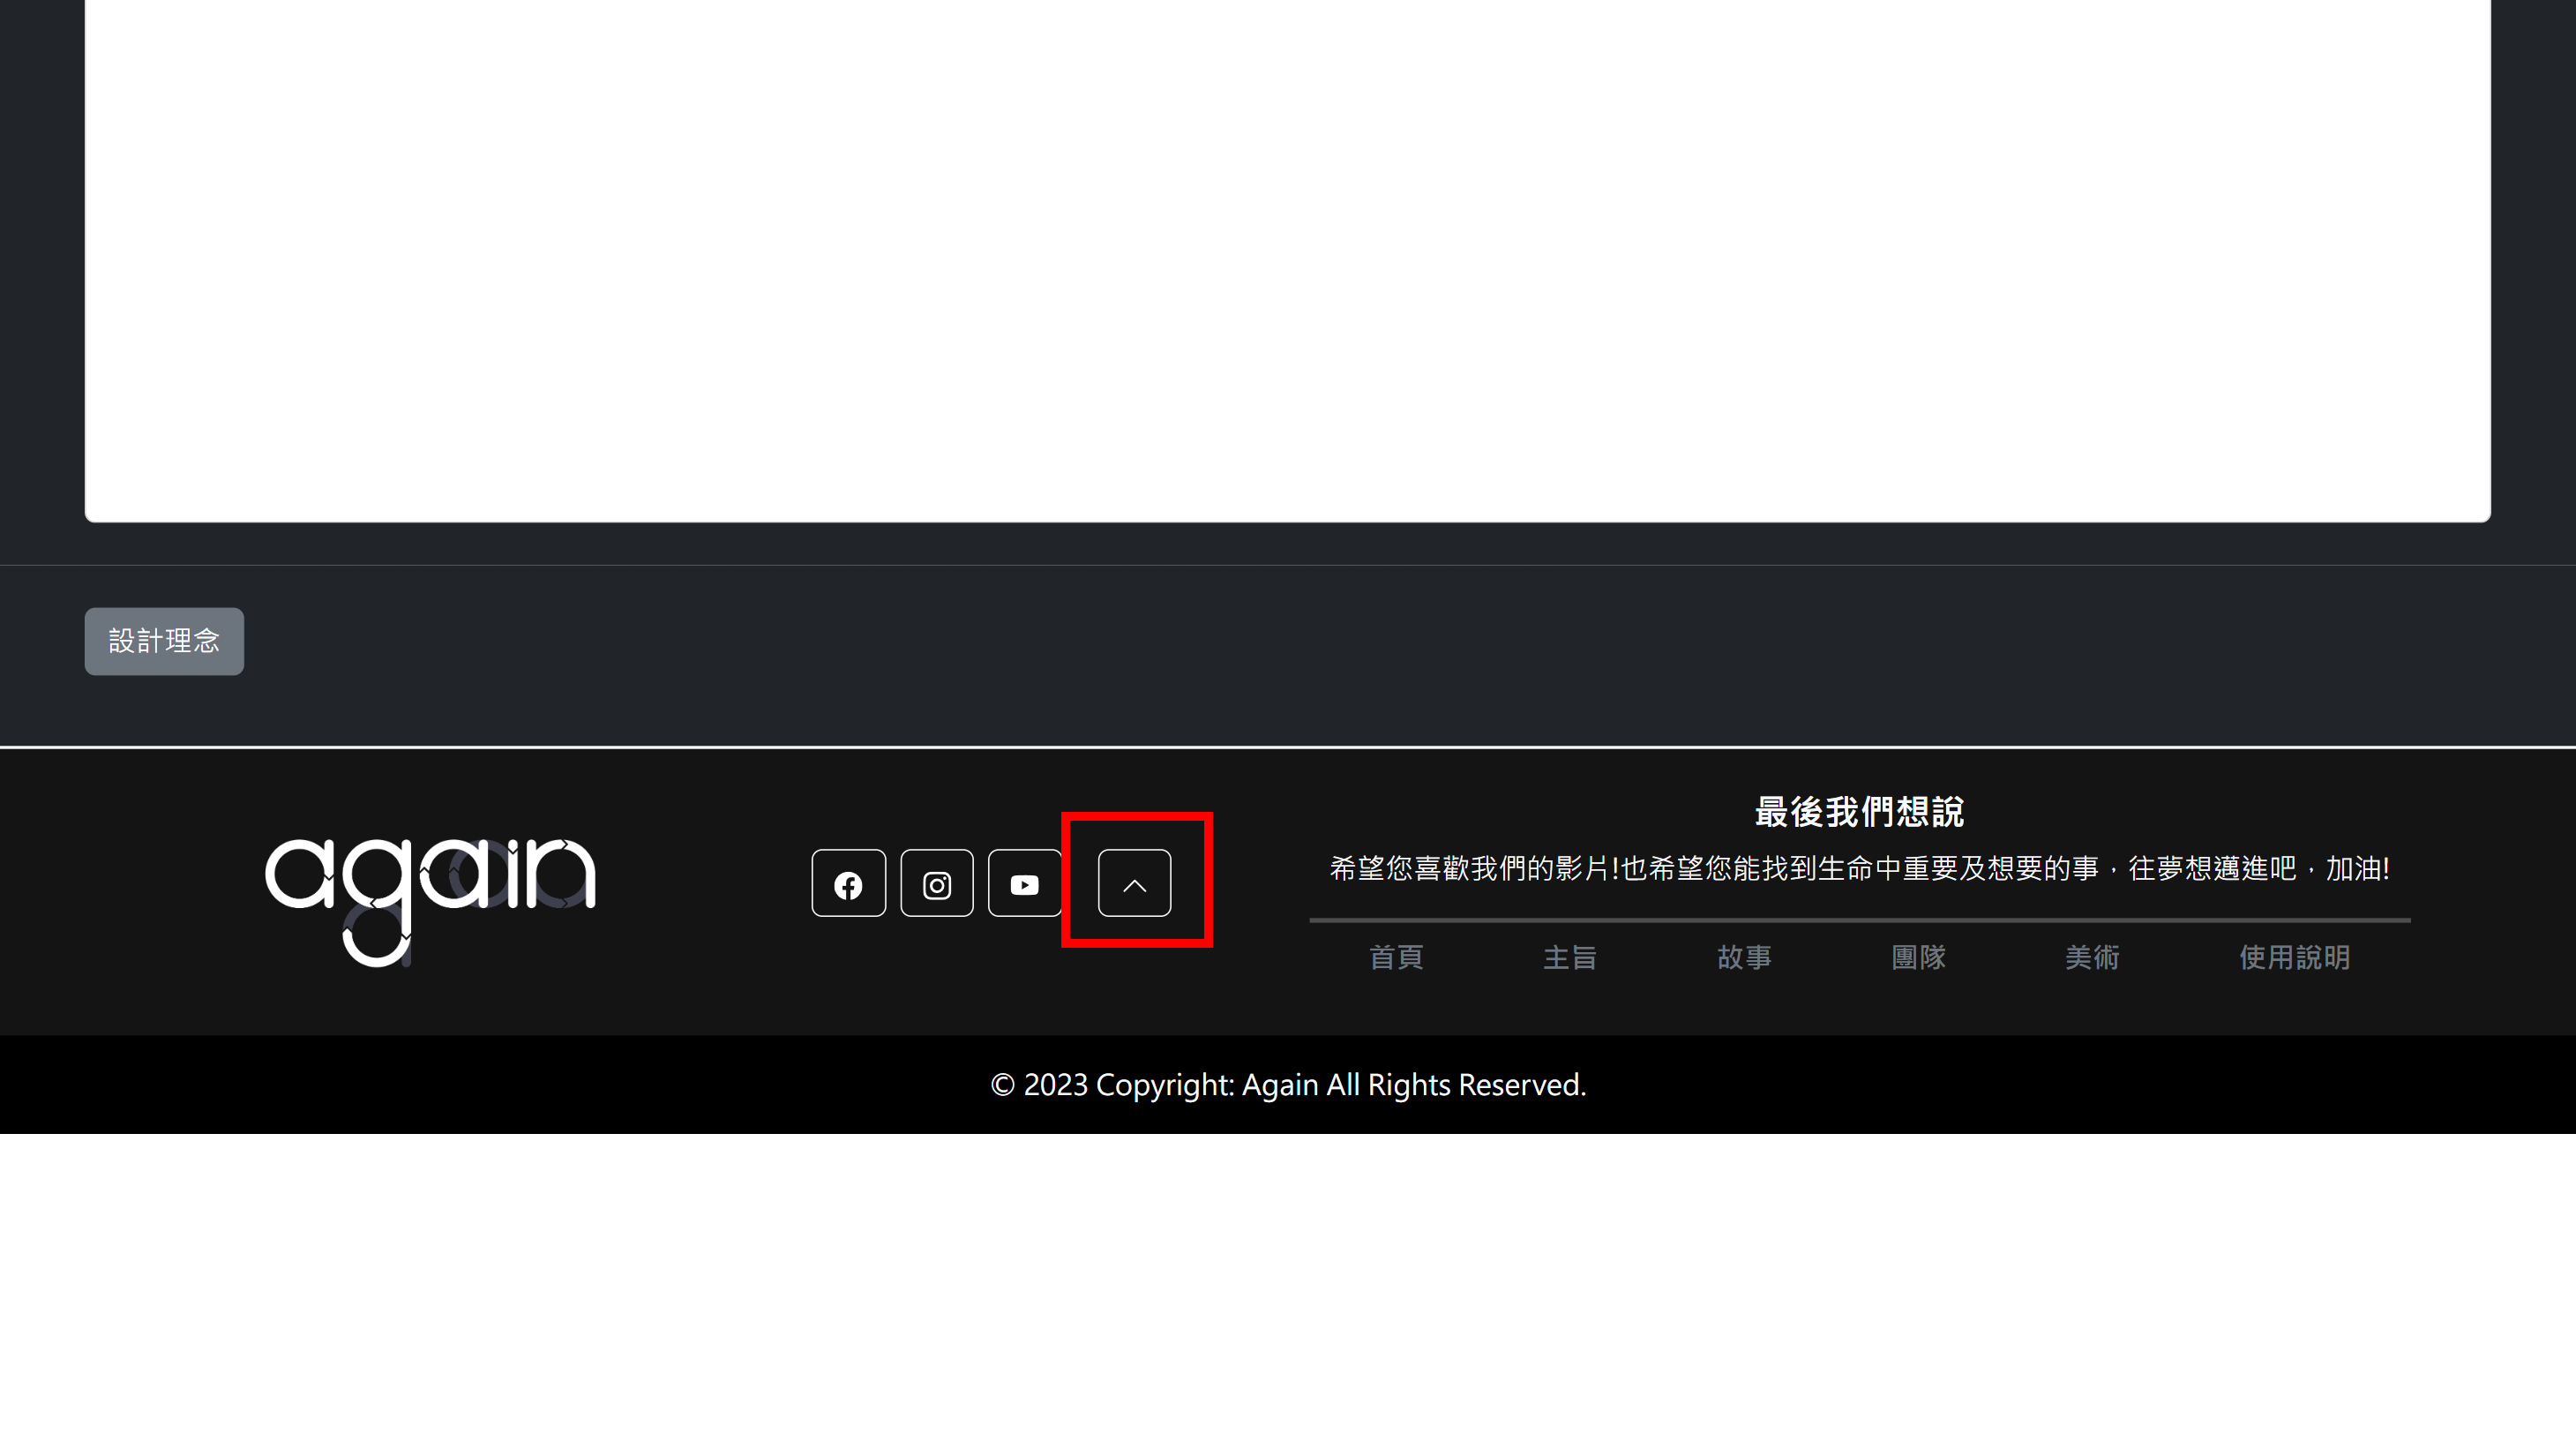 設計理念
again
最後我們想說
希望您喜歡我們的影片!也希望您能找到生命中重要及想要的事，往夢想邁進吧，加油!
首頁 主旨 故事 團隊 美術 使用說明
© 2023 Copyright: Again All Rights Reserved.